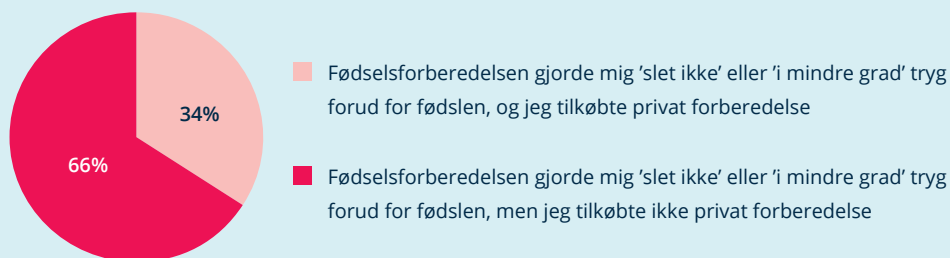 34%
66%
Fødselsforberedelsen gjorde mig ’slet ikke’ eller ’i mindre grad’ tryg
forud for fødslen, og jeg tilkøbte privat forberedelse
Fødselsforberedelsen gjorde mig ’slet ikke’ eller ’i mindre grad’ tryg
forud for fødslen, men jeg tilkøbte ikke privat forberedelse